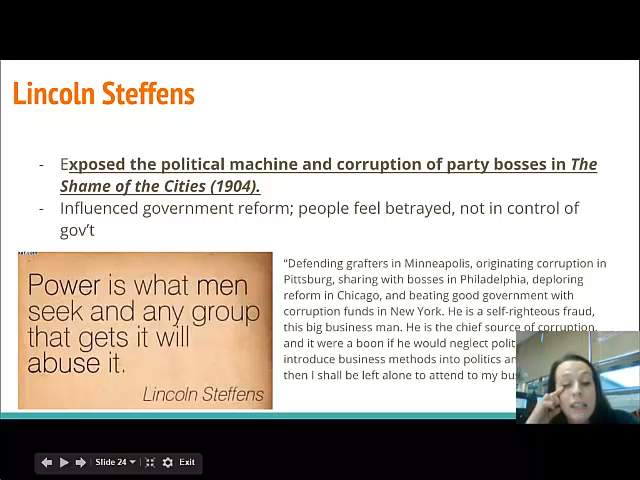 Lincoln Steffens
- Exposed the political machine and corruption of party bosses in The
Shame of the Cities (1904).
- Influenced government reform; people feel betrayed, not in control of
gov't
Power is what men
seek and any group
that gets it will
abuse it.
Lincoln Steffens
“Defending grafters in Minneapolis, originating corruption in
Pittsburg, sharing with bosses in Philadelphia, deploring
reform in Chicago, and beating good government with
corruption funds in New York. He is a self-righteous fraud,
this big business man. He is the chief source of corruption,
and it were a boon if he would neglect
introduce business methods into politics
then I shall be left alone to attend to my
Slide 24
Exit